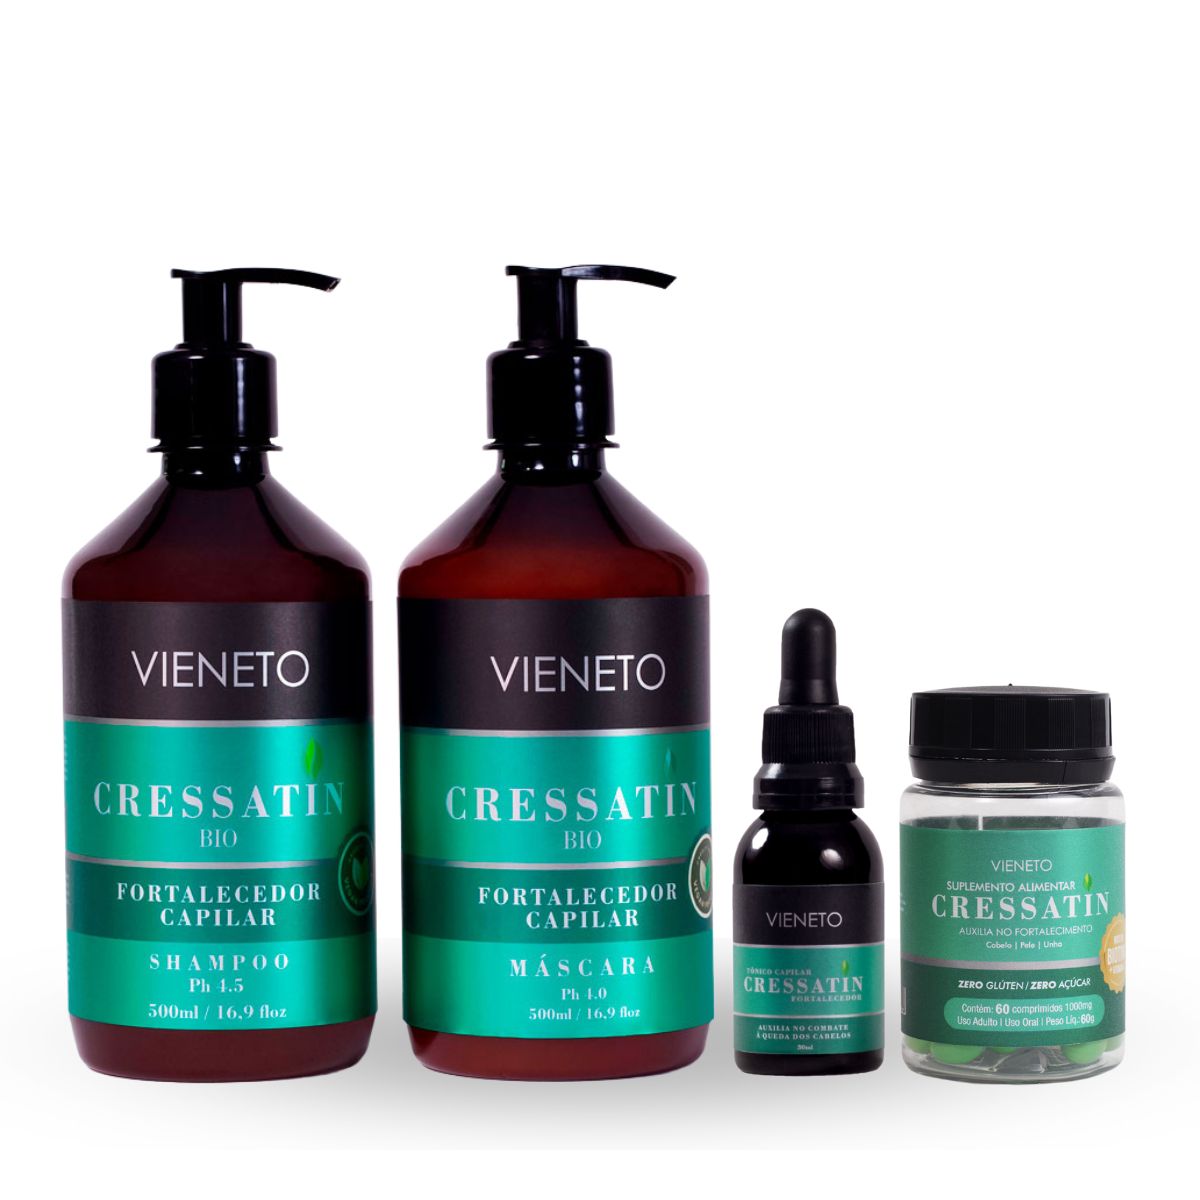 VIENETO
CRESSATIN
BIO
FORTALECEDOR
CAPILAR
SHAMPOO
Ph 4.5
500ml / 16,9 floz
VIENETO
CRESSATIN
BIO
FORTALECEDOR
CAPILAR
MÁSCARA
Ph 4.0
500ml / 16,9 floz
VIENETO
TÔNICO CAPILAR
CRESSATIN
FORTALECEDOR
AUXILIA NO COMBATE
À QUEDA DOS CABELOS
30ml
VIENETO
SUPLEMENTO ALIMENTAR
CRESSATIN
AUXILIA NO FORTALECIMENTO
Cabelo | Pele | Unha
ZERO GLÚTEN / ZERO AÇÚCAR
Contém: 60 comprimidos 1000mg
Uso Adulto | Uso Oral | Peso Líq.: 60g